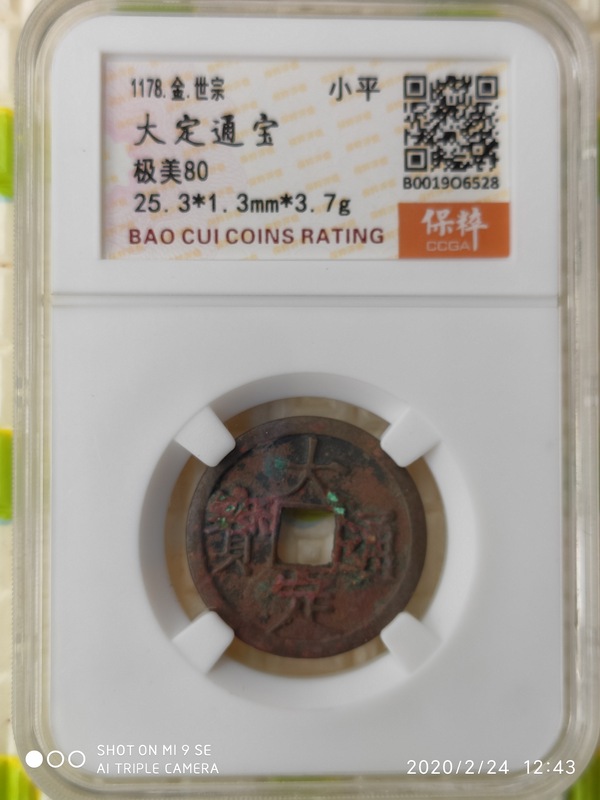 1178.金.世宗 小平
大定通宝
极美80
25.3*1.3mm*3.7g
B0019O6528
BAO CUI COINS RATING
保粹
CCGA
大
寳 通
定
SHOT ON MI 9 SE
AI TRIPLE CAMERA
2020/2/24 12:43